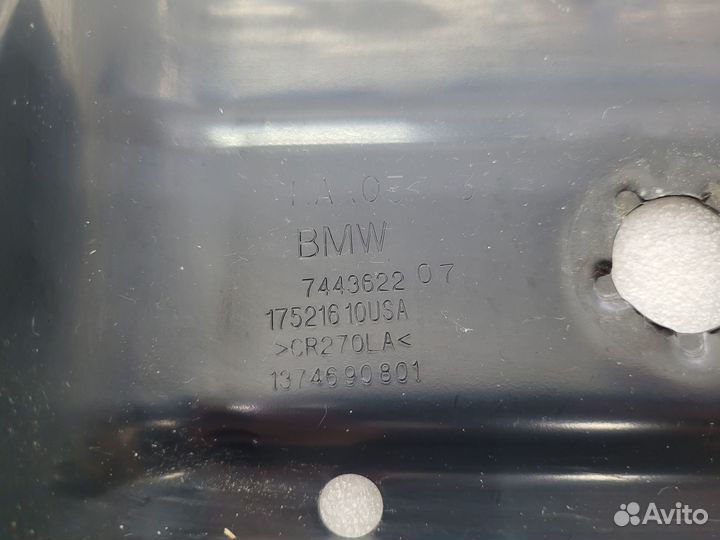 BMW
7443622 07
17521610USA
>CR270LA<
1374690801
Avito